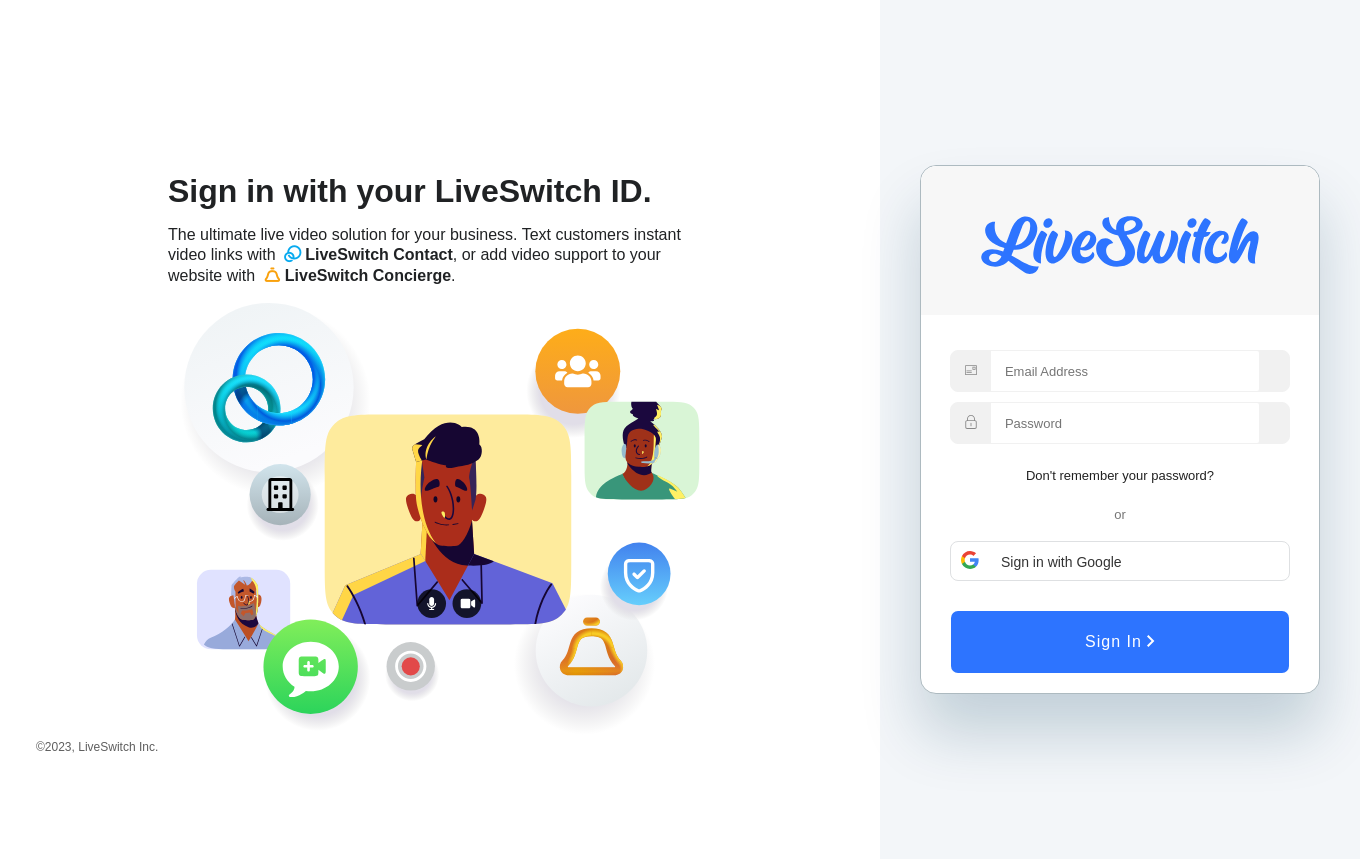 Sign in with your LiveSwitch ID.
The ultimate live video solution for your business. Text customers instant
video links with LiveSwitch Contact, or add video support to your
website with LiveSwitch Concierge.
©2023, LiveSwitch Inc.
LiveSwitch
Email Address
Password
Don't remember your password?
or
Sign in with Google
Sign In